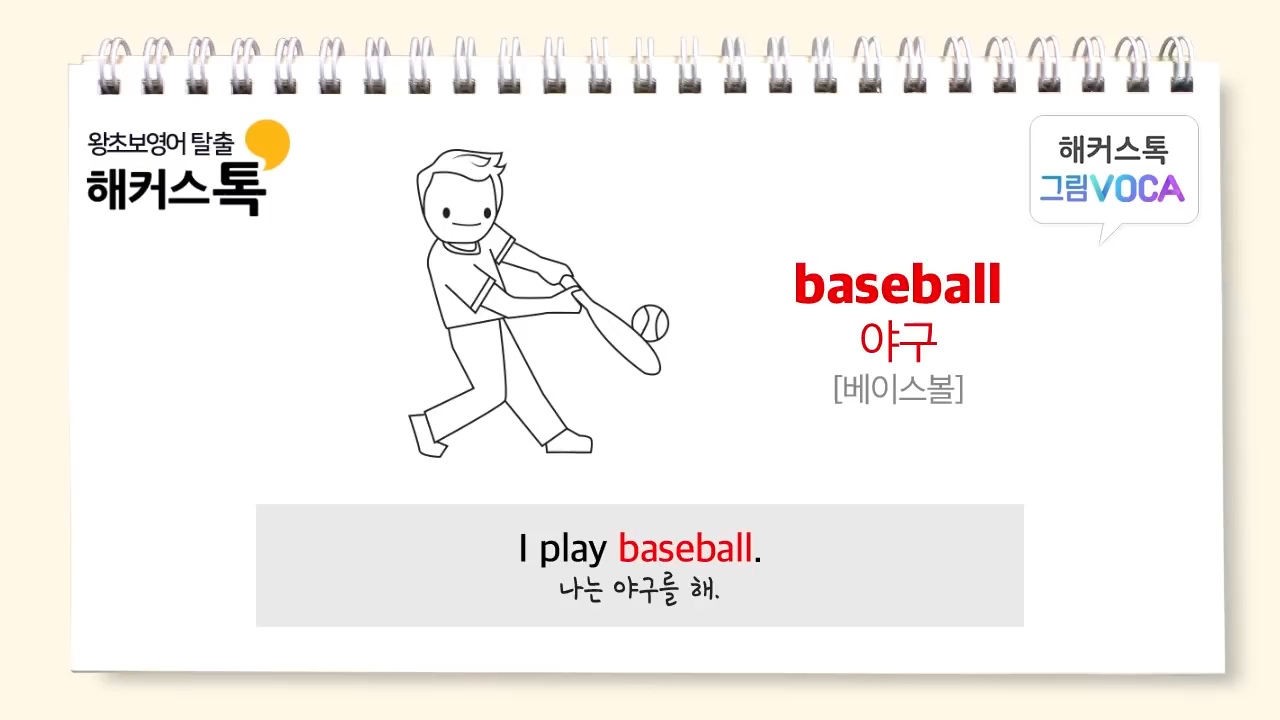 왕초보영어 탈출
해커스톡
해커스톡
그림VOCA
baseball
야구
[베이스볼]
I play baseball.
나는 야구를 해.